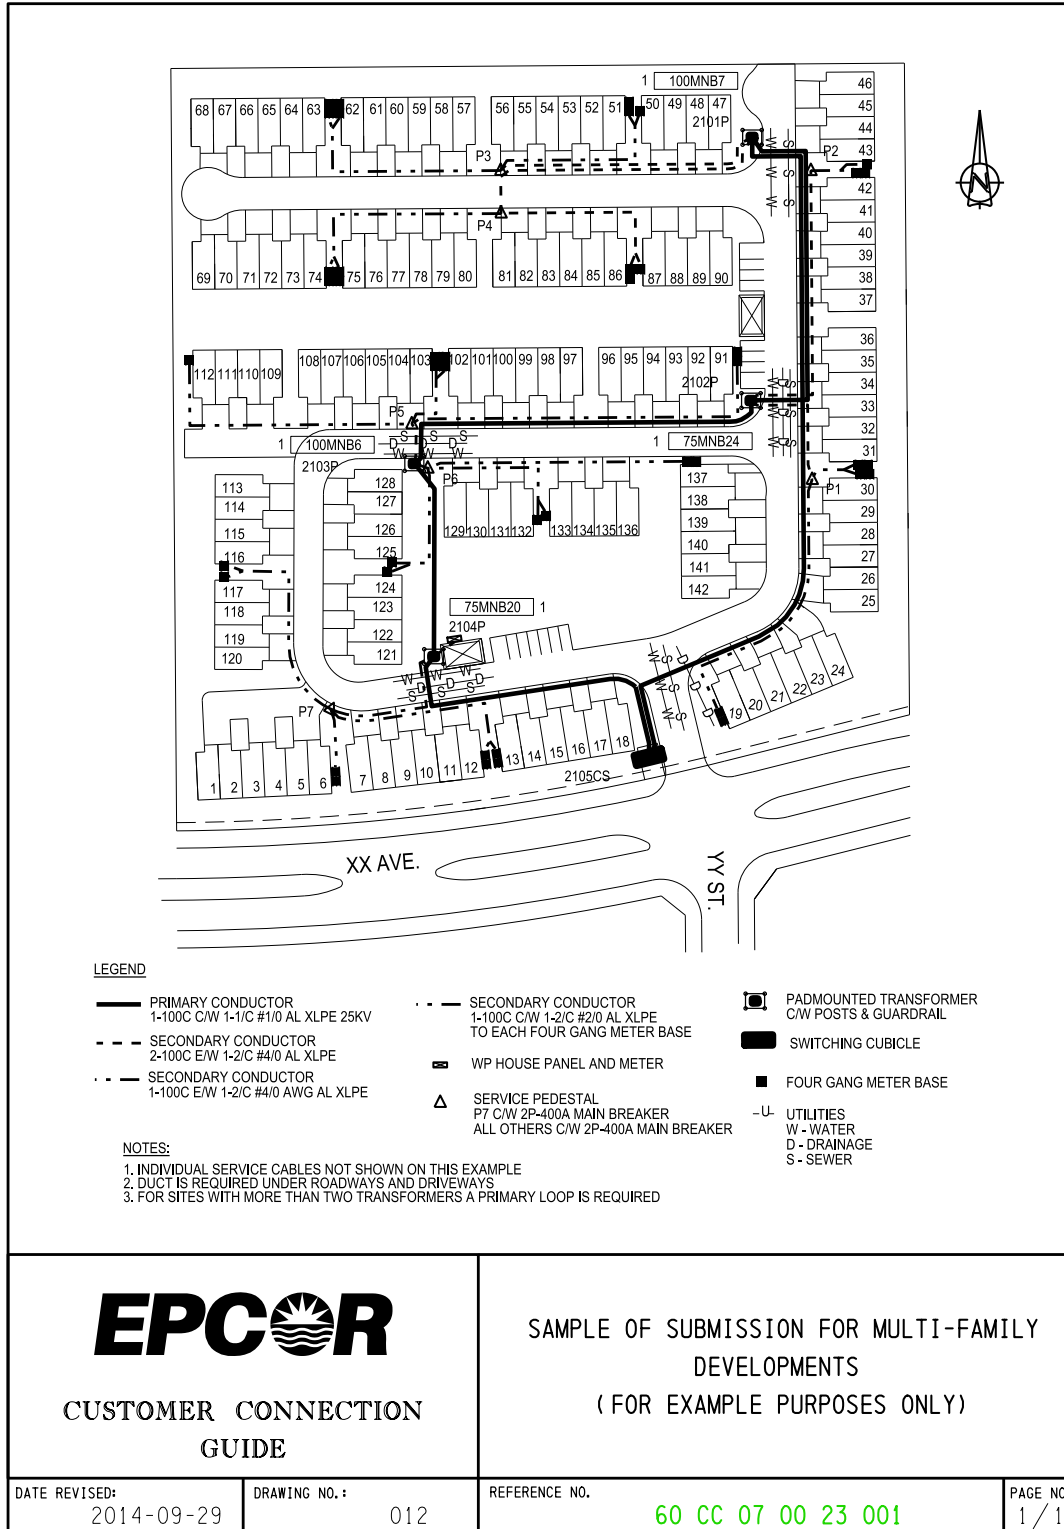 1 100MNB7
68 67 66 65 64 63 62 61 60 59 58 57 56 55 54 53 52 51 50 49 48 47
2101P
46
45
44
43
P2
P3
P4
42
41
40
39
38
37
69 70 71 72 73 74 75 76 77 78 79 80 81 82 83 84 85 86 87 88 89 90
W W W S S S
W W W
S S
36
35
34
33
32
31
112 111 110 109 108 107 106 105 104 103 102 101 100 99 98 97 96 95 94 93 92 91
2102P
W D S
W D S
W D S
P5
1 100MNB6
D S D S
W D W
1 75MNB24
2103P
P6
P1
113
114
115
116
117
118
119
120
128
127
126
125
124
123
122
121
129 130 131 132 133 134 135 136
137
138
139
140
141
142
30
29
28
27
26
25
75MNB20 1
2104P
W W W
D D
S S S
W S D
W S D
W S D
P7
24
23
22
21
20
19
1 2 3 4 5 6 7 8 9 10 11 12 13 14 15 16 17 18
2105CS
XX AVE.
YY ST.
LEGEND
PRIMARY CONDUCTOR
1-100C C/W 1-1/C #1/0 AL XLPE 25KV
SECONDARY CONDUCTOR
2-100C E/W 1-2/C #4/0 AL XLPE
SECONDARY CONDUCTOR
1-100C E/W 1-2/C #4/0 AWG AL XLPE
SECONDARY CONDUCTOR
1-100C C/W 1-2/C #2/0 AL XLPE
TO EACH FOUR GANG METER BASE
WP HOUSE PANEL AND METER
SERVICE PEDESTAL
P7 C/W 2P-400A MAIN BREAKER
ALL OTHERS C/W 2P-400A MAIN BREAKER
PADMOUNTED TRANSFORMER
C/W POSTS & GUARDRAIL
SWITCHING CUBICLE
FOUR GANG METER BASE
-U- UTILITIES
W - WATER
D - DRAINAGE
S - SEWER
NOTES:
1. INDIVIDUAL SERVICE CABLES NOT SHOWN ON THIS EXAMPLE
2. DUCT IS REQUIRED UNDER ROADWAYS AND DRIVEWAYS
3. FOR SITES WITH MORE THAN TWO TRANSFORMERS A PRIMARY LOOP IS REQUIRED
EPCOR
CUSTOMER CONNECTION
GUIDE
SAMPLE OF SUBMISSION FOR MULTI-FAMILY
DEVELOPMENTS
(FOR EXAMPLE PURPOSES ONLY)
DATE REVISED:
2014-09-29
DRAWING NO.:
012
REFERENCE NO.
60 CC 07 00 23 001
PAGE NO
1/1
N